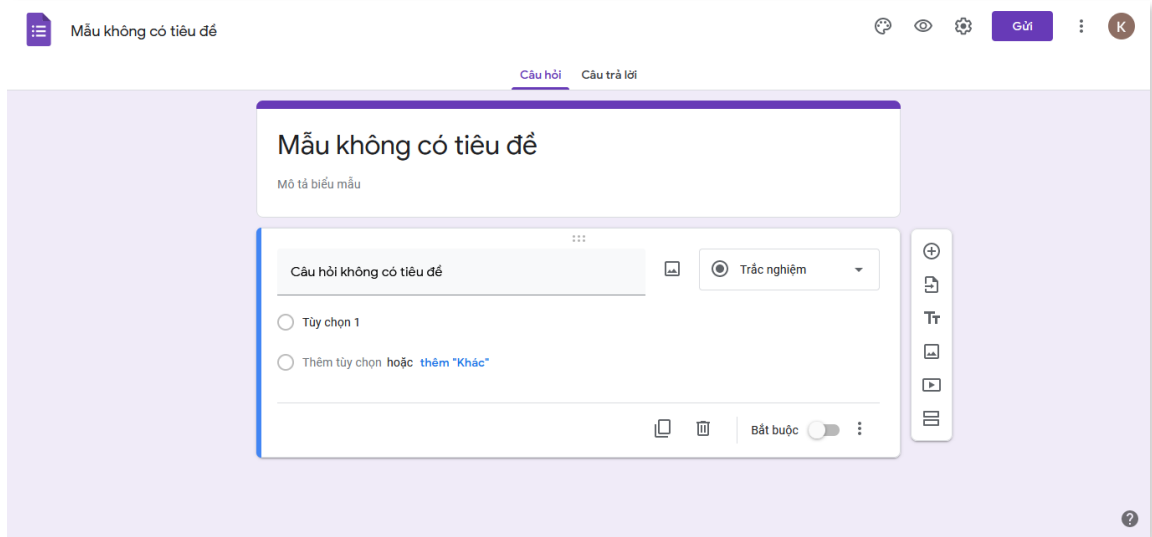 Mẫu không có tiêu đề
Gửi
K
Câu hỏi Câu trả lời
Mẫu không có tiêu đề
Mô tả biểu mẫu
Câu hỏi không có tiêu đề
Trắc nghiệm
Tùy chọn 1
Thêm tùy chọn hoặc thêm "Khác"
Bắt buộc